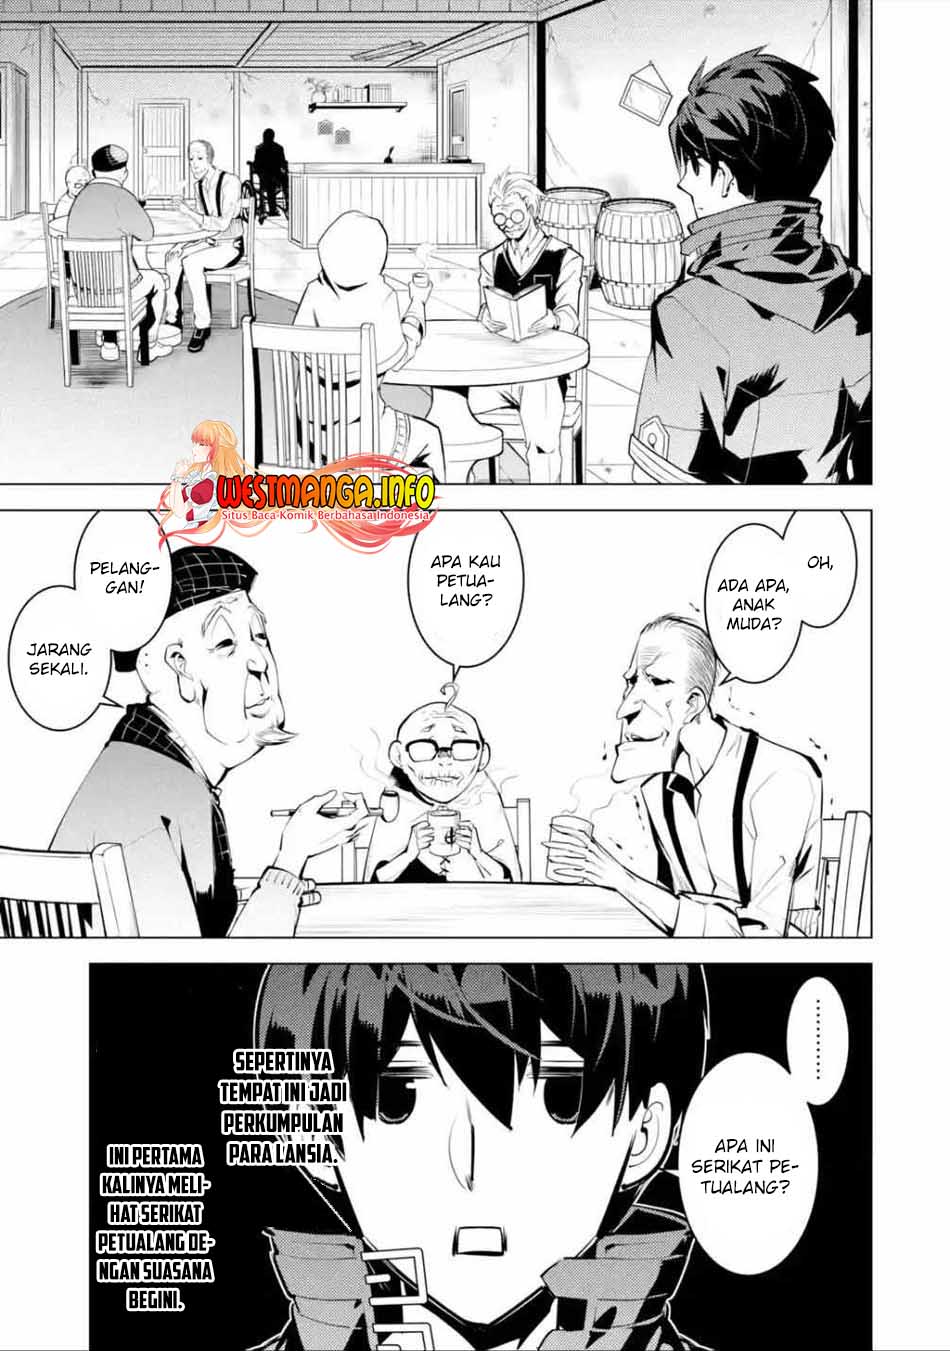 WESTMANGA.INFO
SITUS BACA KOMIK BERBAHASA INDONESIA
OH,
ADA APA,
ANAK
MUDA?
APA KAU
PETUA-
LANG?
PELANG-
GAN!
JARANG
SEKALI.
........
APA INI
SERIKAT PE-
TUALANG?
SEPERTINYA
TEMPAT INI JADI
PERKUMPULAN
PARA LANSIA.
INI PERTAMA
KALINYA MELI-
HAT SERIKAT
PETUALANG DE-
NGAN SUASANA
BEGINI.